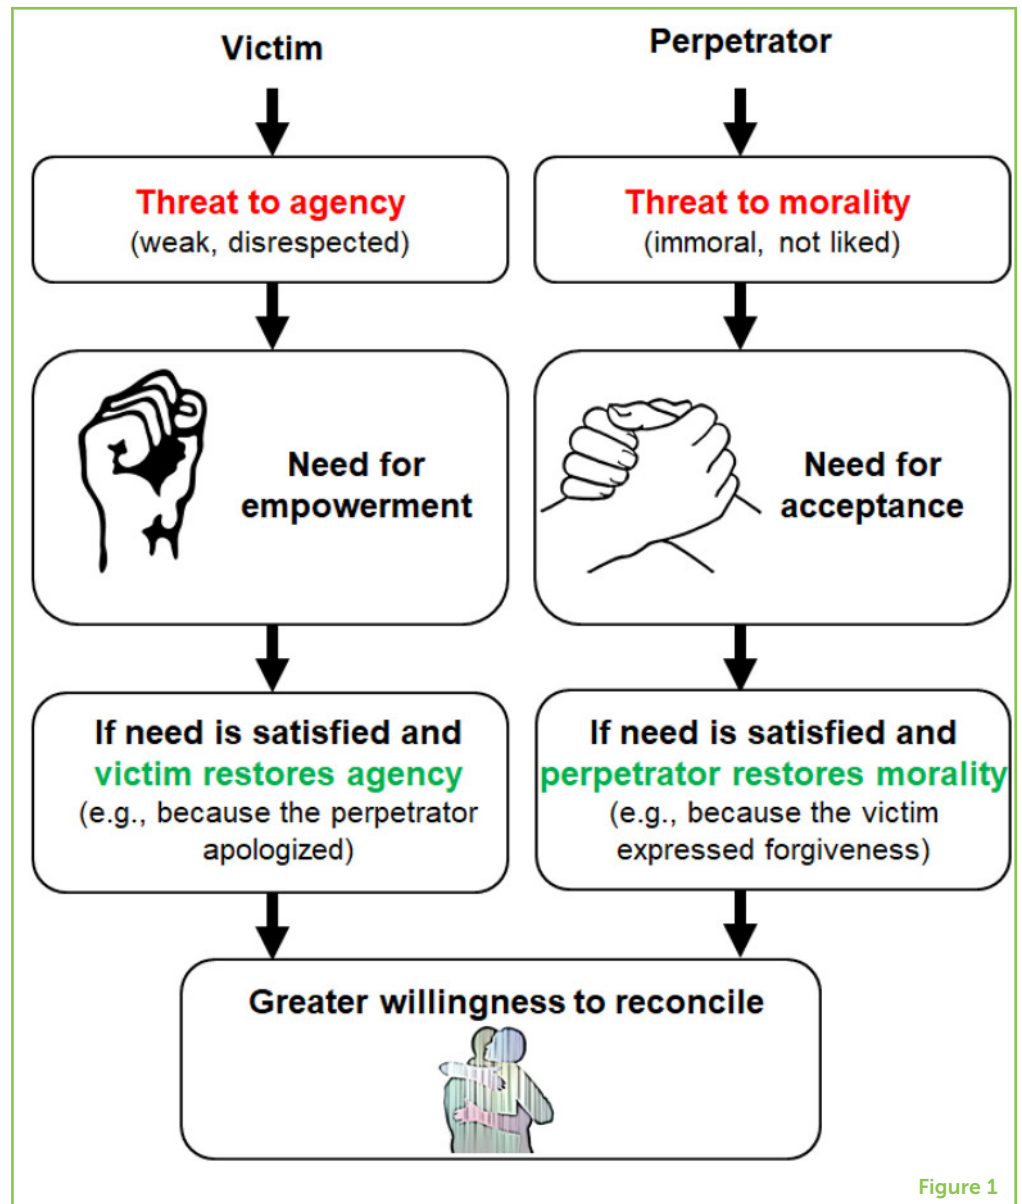 Victim
Threat to agency
(weak, disrespected)
Need for
empowerment
If need is satisfied and
victim restores agency
(e.g., because the perpetrator
apologized)
Perpetrator
Threat to morality
(immoral, not liked)
Need for
acceptance
If need is satisfied and
perpetrator restores morality
(e.g., because the victim
expressed forgiveness)
Greater willingness to reconcile
Figure 1